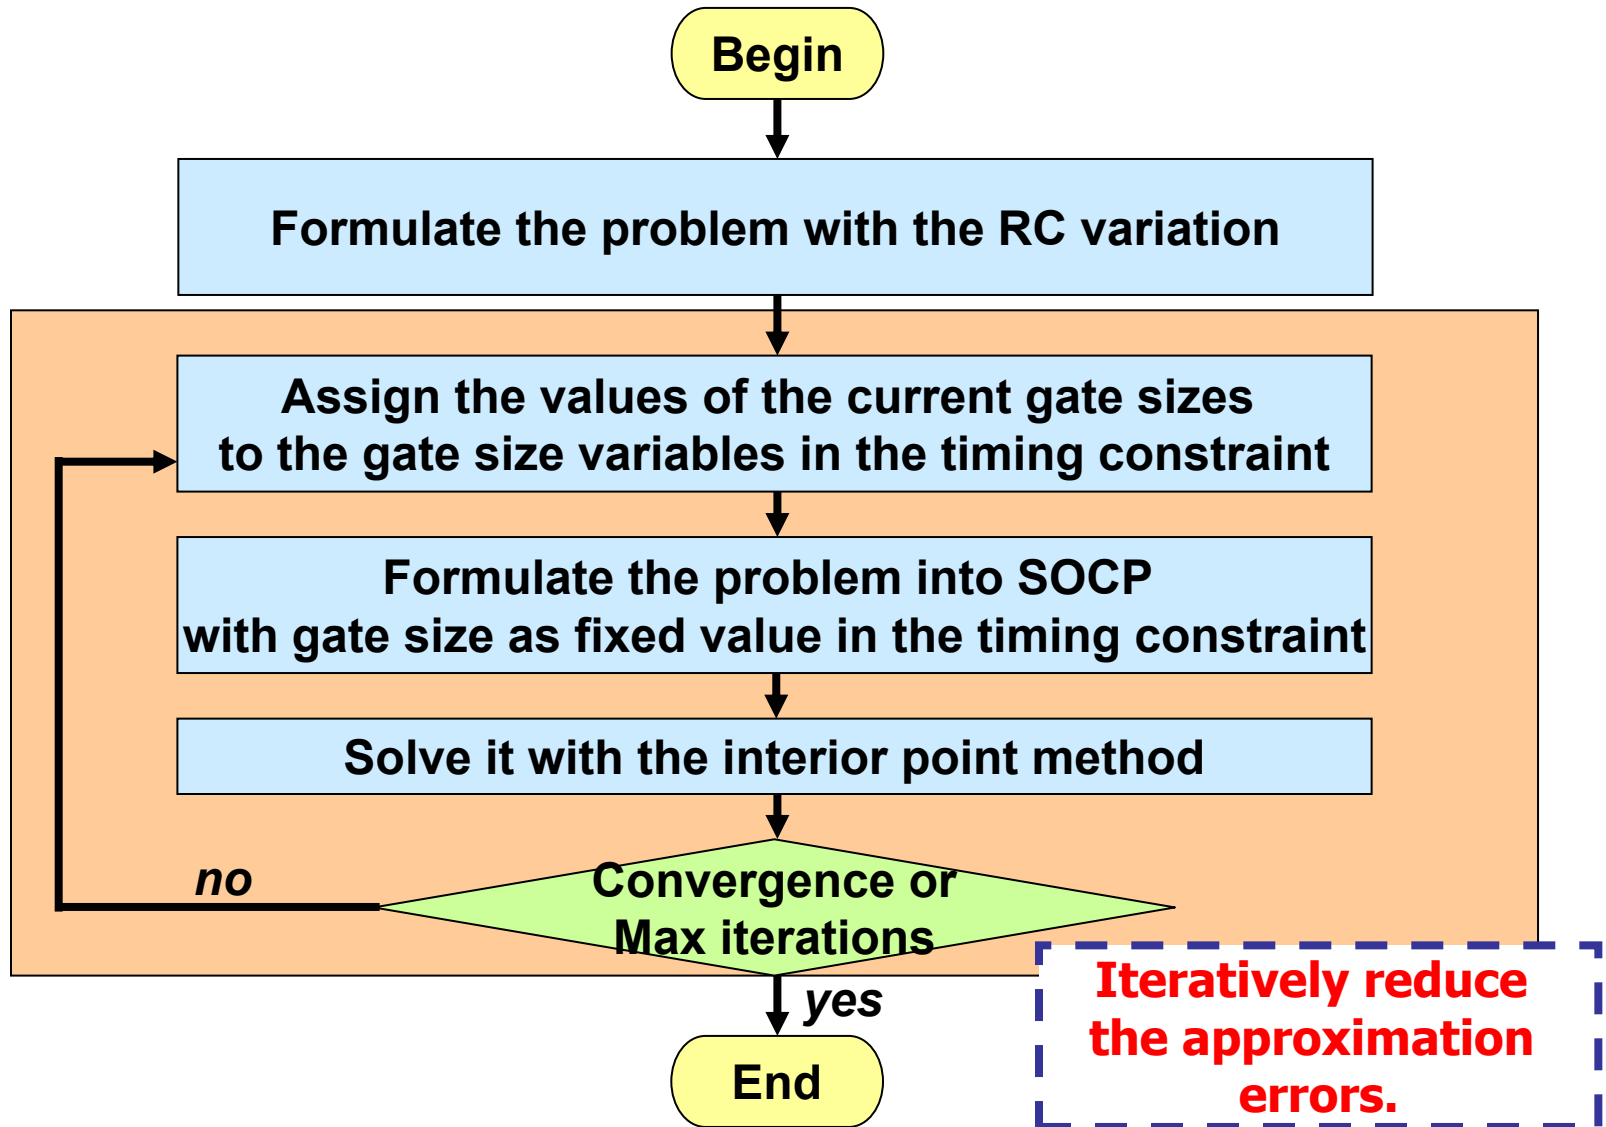 Begin
Formulate the problem with the RC variation
Assign the values of the current gate sizes
to the gate size variables in the timing constraint
Formulate the problem into SOCP
with gate size as fixed value in the timing constraint
Solve it with the interior point method
no
Convergence or
Max iterations
yes
End
Iteratively reduce
the approximation
errors.